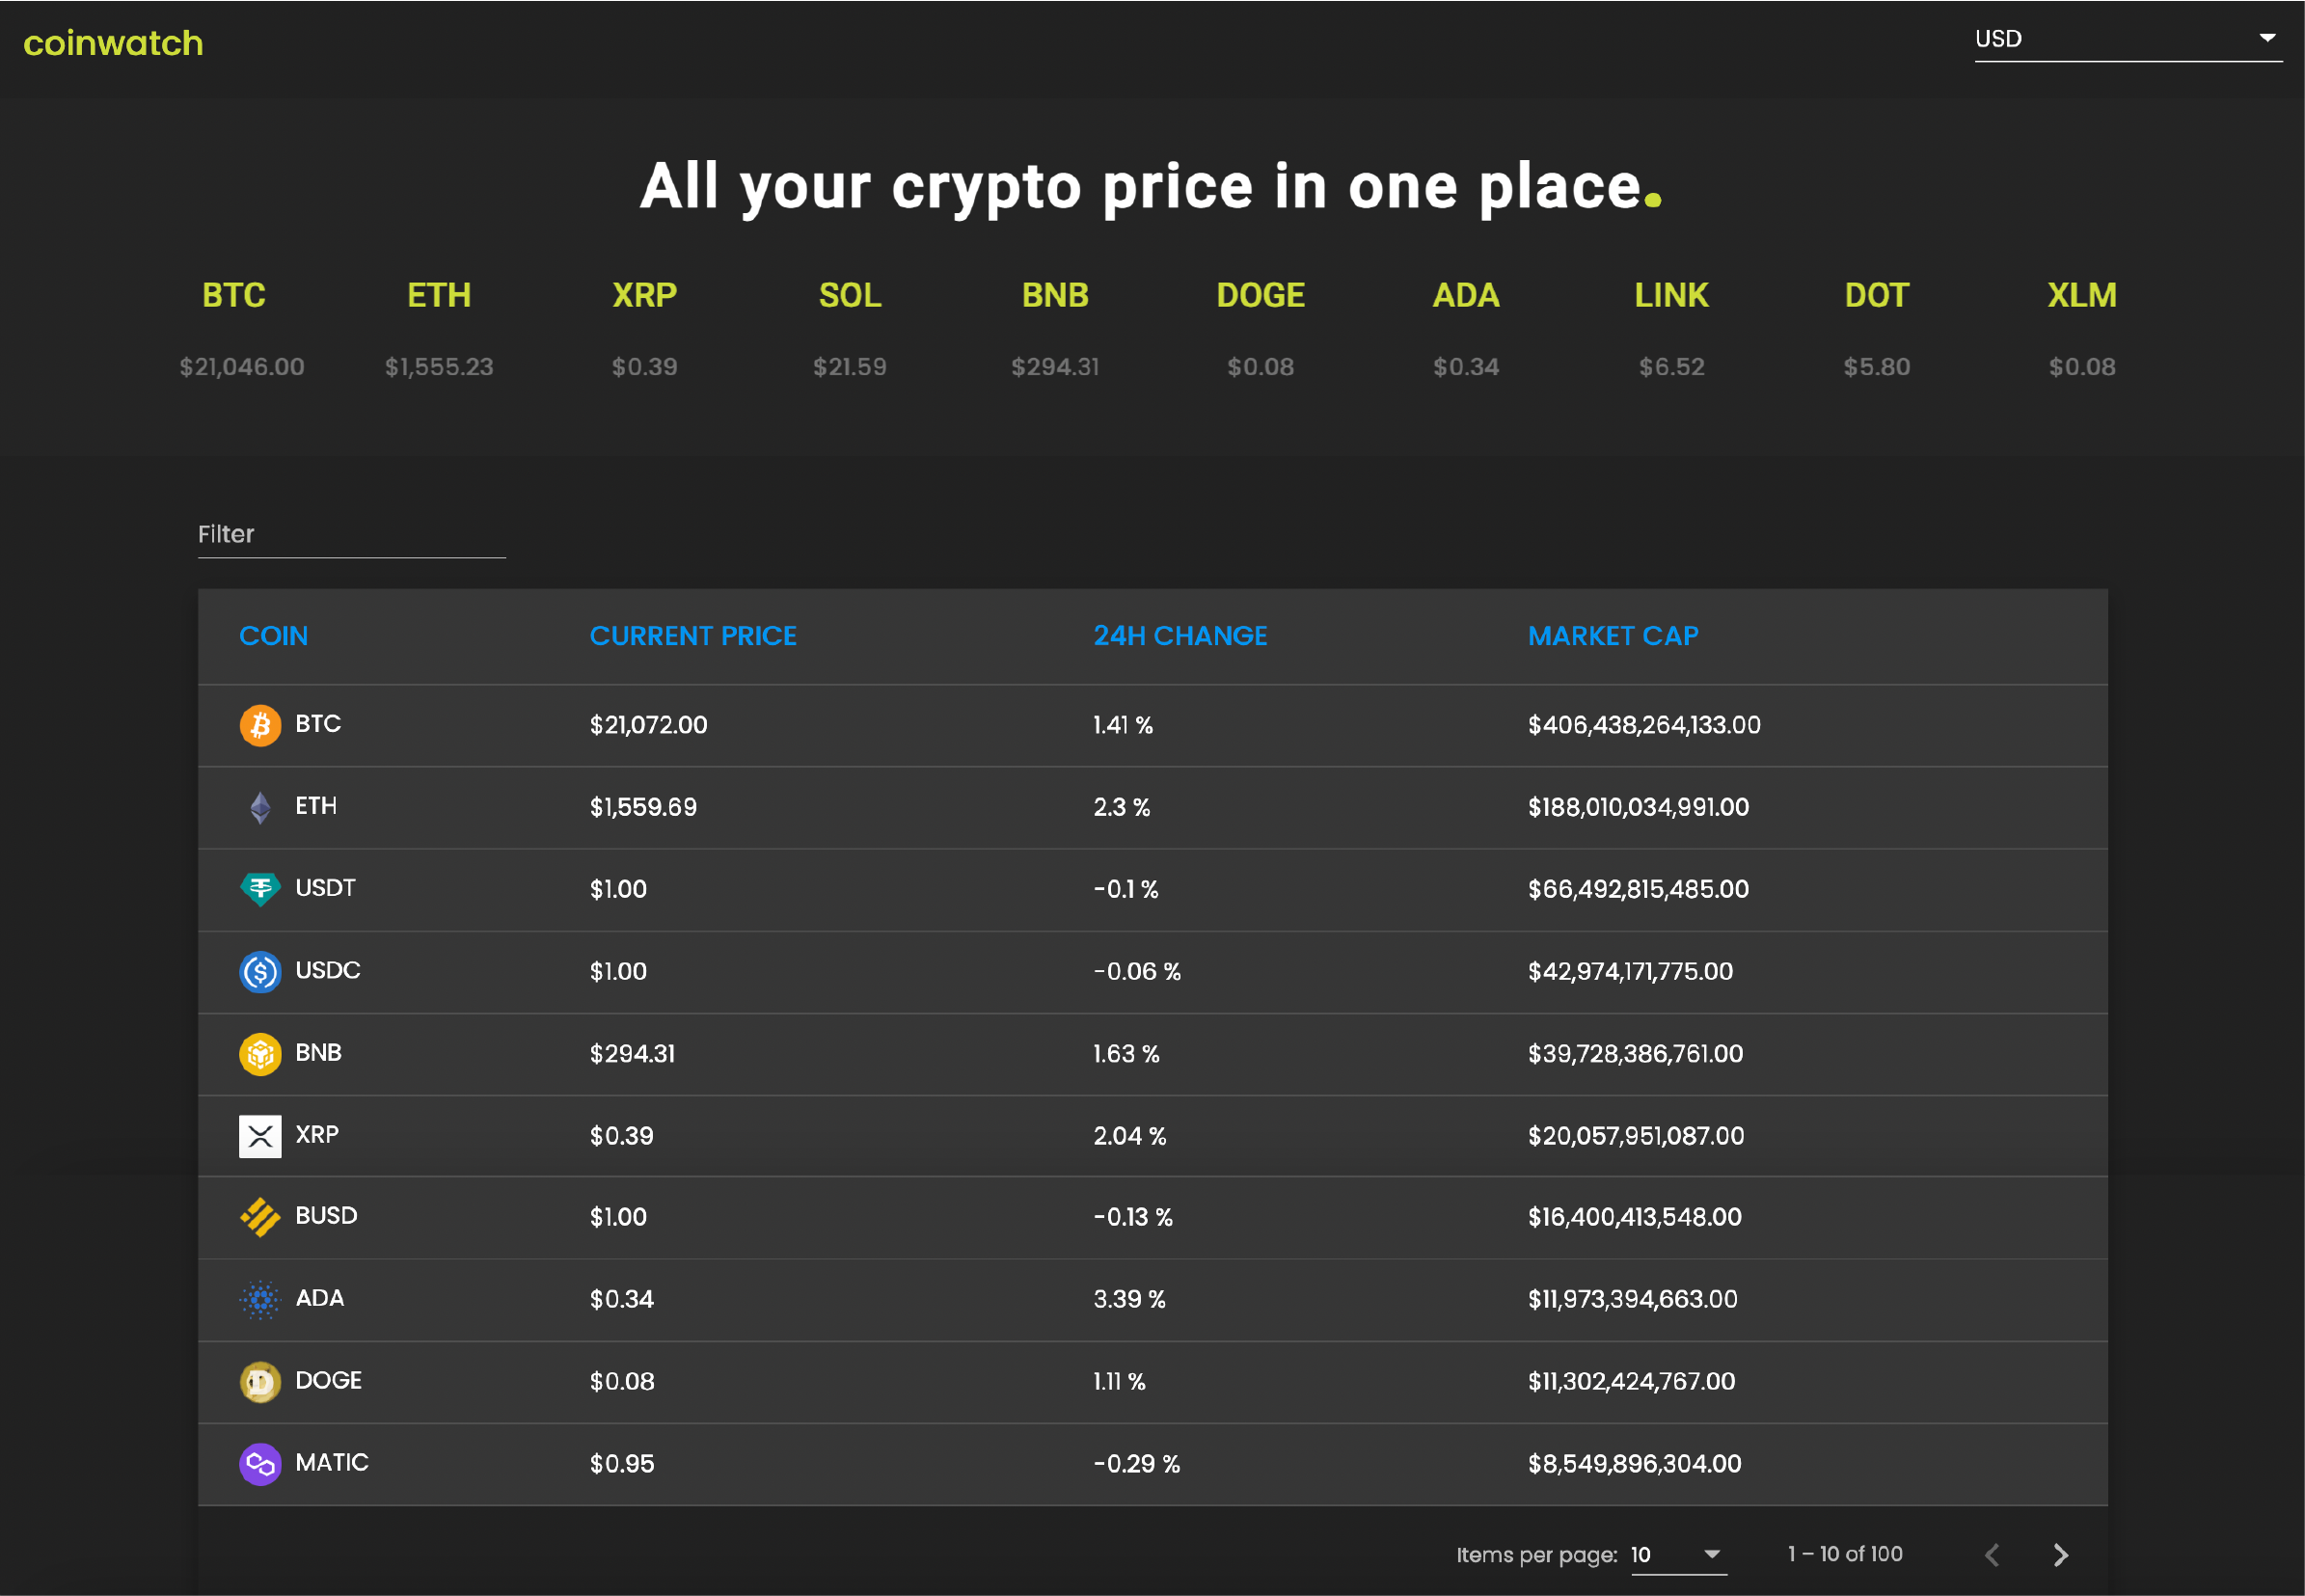 coinwatch USD
All your crypto price in one place.
BTC ETH XRP SOL BNB DOGE ADA LINK DOT XLM
$21,046.00 $1,555.23 $0.39 $21.59 $294.31 $0.08 $0.34 $6.52 $5.80 $0.08
Filter
COIN CURRENT PRICE 24H CHANGE MARKET CAP
BTC $21,072.00 1.41 % $406,438,264,133.00
ETH $1,559.69 2.3 % $188,010,034,991.00
USDT $1.00 -0.1 % $66,492,815,485.00
USDC $1.00 -0.06 % $42,974,171,775.00
BNB $294.31 1.63 % $39,728,386,761.00
XRP $0.39 2.04 % $20,057,951,087.00
BUSD $1.00 -0.13 % $16,400,413,548.00
ADA $0.34 3.39 % $11,973,394,663.00
DOGE $0.08 1.11 % $11,302,424,767.00
MATIC $0.95 -0.29 % $8,549,896,304.00
Items per page: 10 1 – 10 of 100